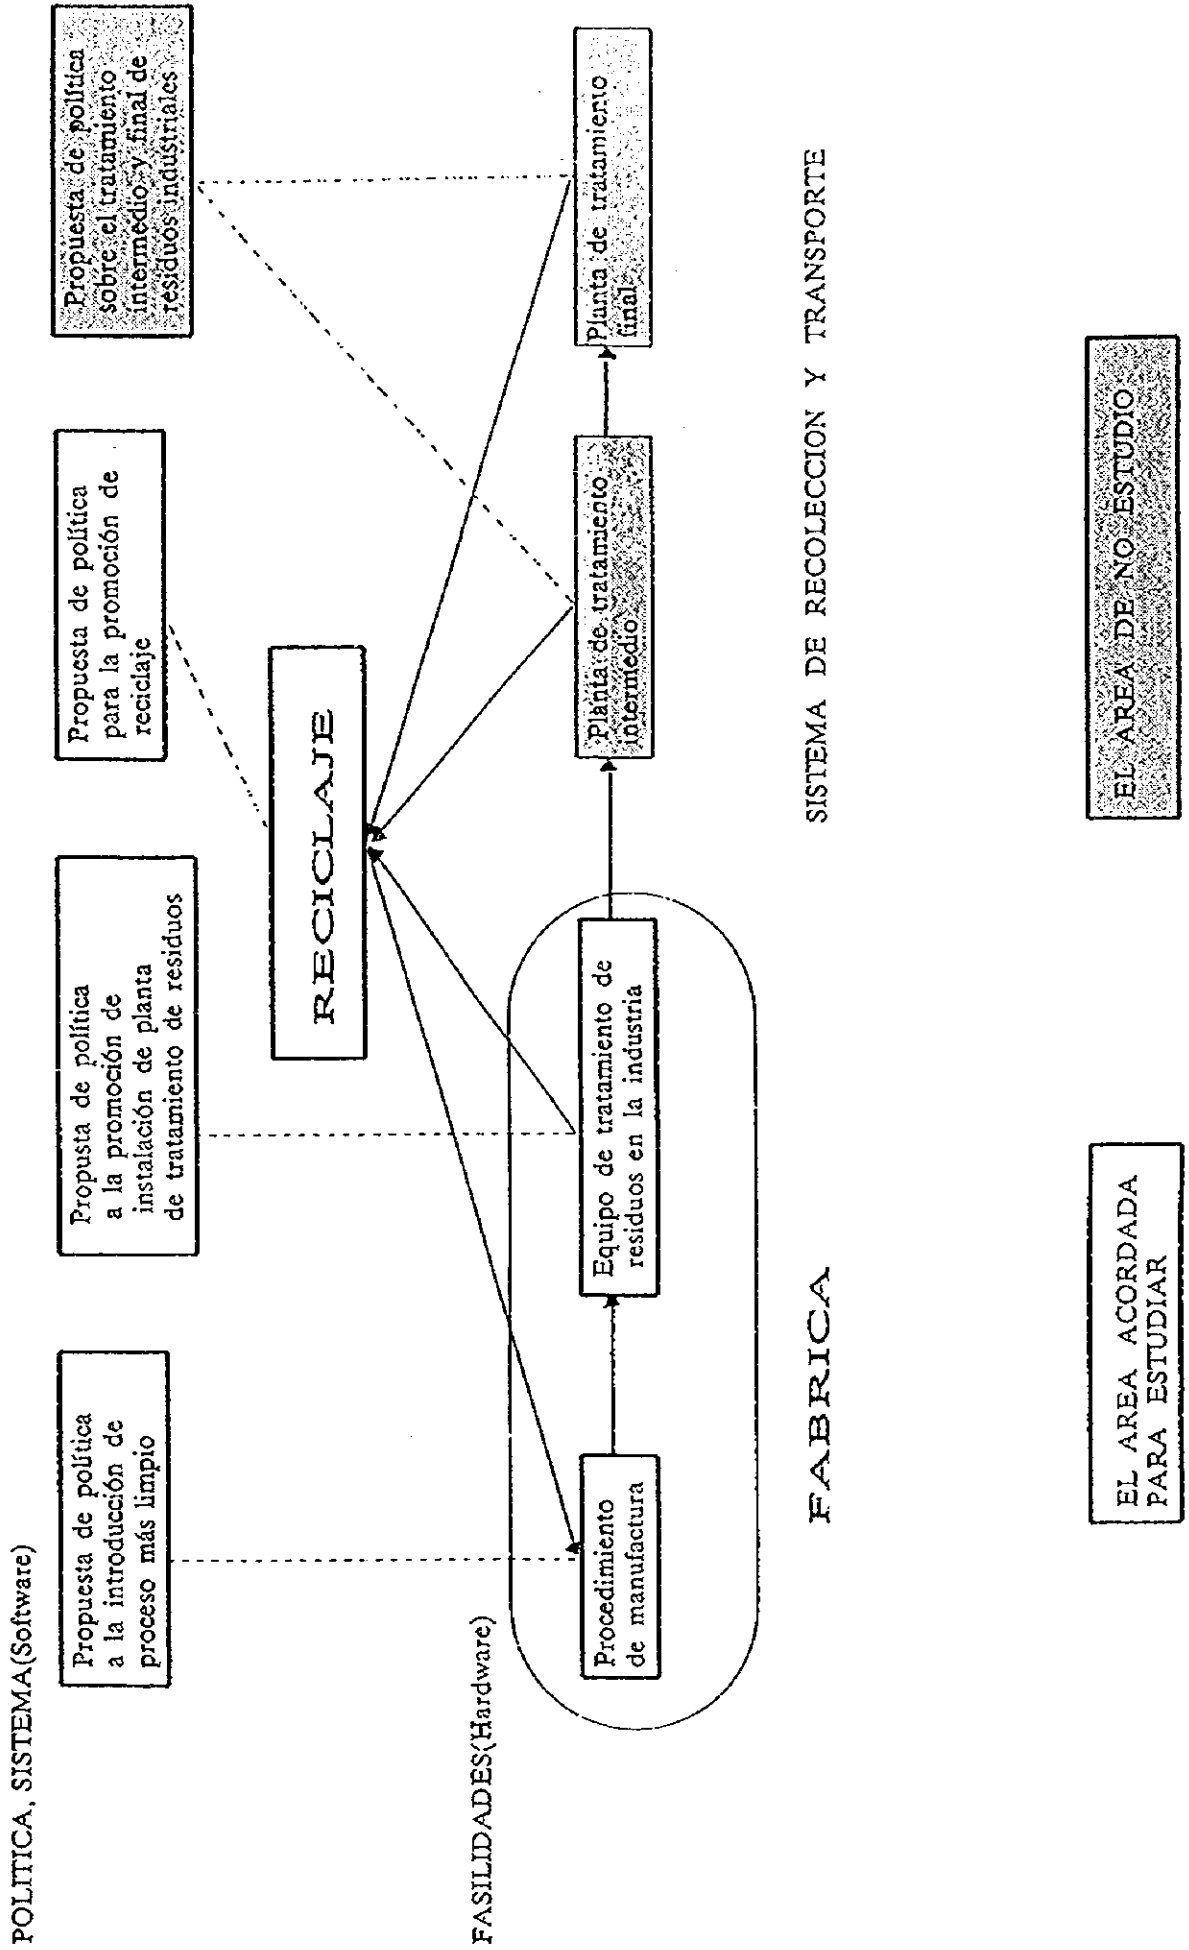 POLITICA, SISTEMA(Software)
Propuesta de política
a la introducción de
proceso más limpio
Propusta de política
a la promoción de
instalación de planta
de tratamiento de residuos
Propuesta de política
para la promoción de
reciclaje
Propuesta de política
sobre el tratamiento
intermedio y final de
residuos industriales
RECICLAJE
FASILIDADES(Hardware)
Procedimiento
de manufactura
Equipo de tratamiento de
residuos en la industria
Planta de tratamiento
intermedio
Planta de tratamiento
final
FABRICA
SISTEMA DE RECOLECCION Y TRANSPORTE
EL AREA ACORDADA
PARA ESTUDIAR
EL AREA DE NO ESTUDIO